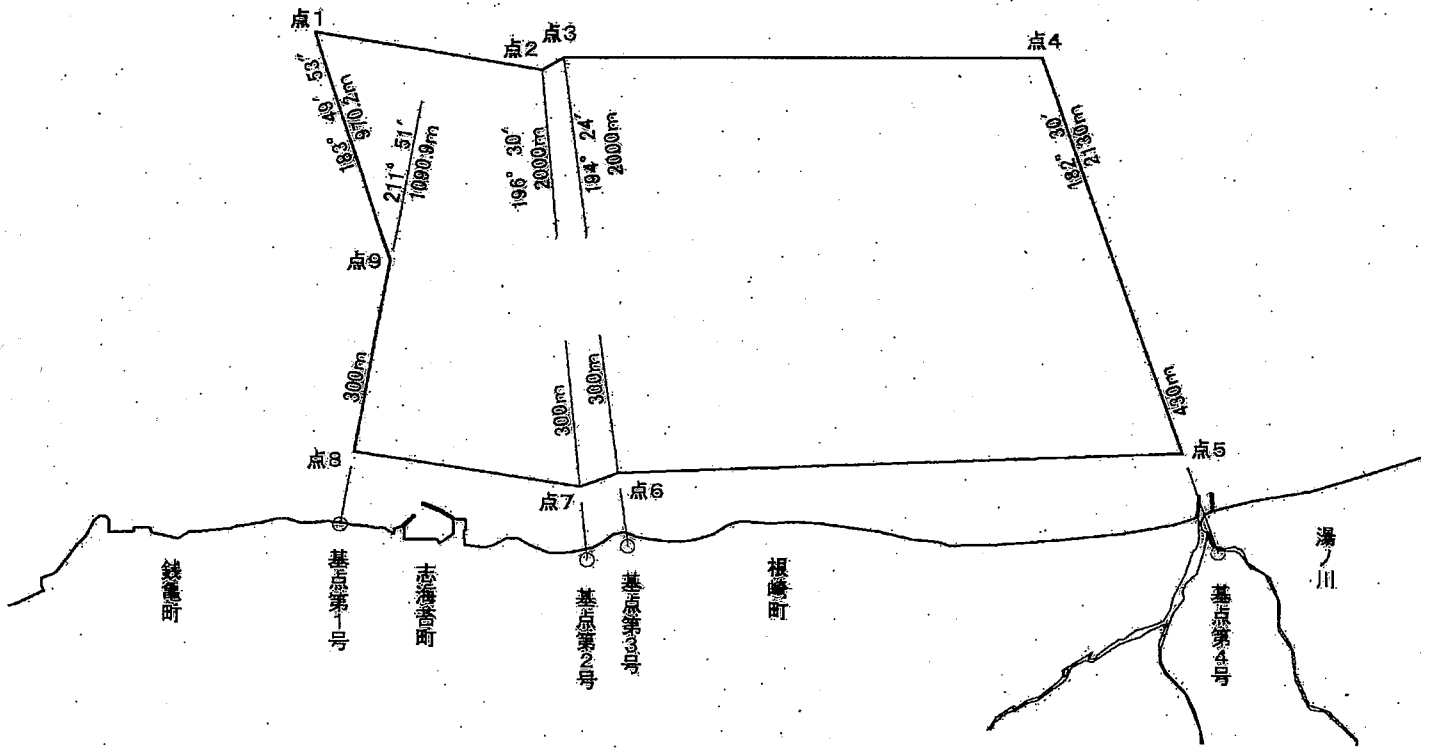 点1
点2
点3
点4
183° 49′ 53″
970.2m
211° 51′
1090.9m
196° 30′
2000m
194° 24′
2000m
182° 30′
2130m
点9
300m
300m
300m
430m
点8
点7
点6
点5
銭亀町
基点第1号
志海苔町
基点第2号
基点第3号
根崎町
基点第4号
湯ノ川